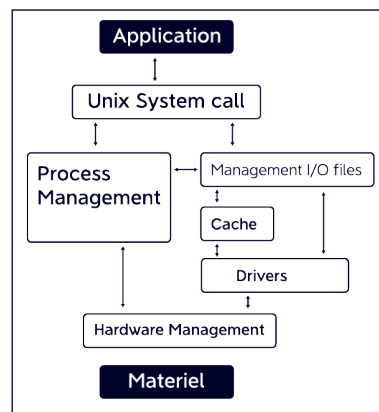 Application
Unix System call
Process
Management
Management I/O files
Cache
Drivers
Hardware Management
Materiel